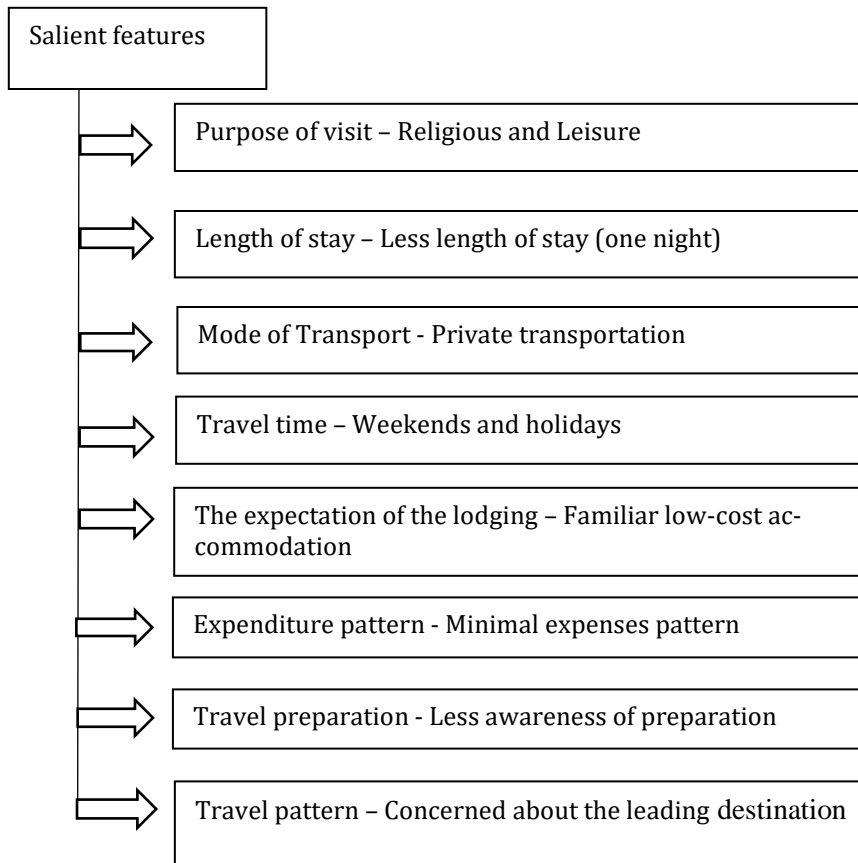 Salient features
Purpose of visit – Religious and Leisure
Length of stay – Less length of stay (one night)
Mode of Transport - Private transportation
Travel time – Weekends and holidays
The expectation of the lodging – Familiar low-cost ac-
commodation
Expenditure pattern - Minimal expenses pattern
Travel preparation - Less awareness of preparation
Travel pattern – Concerned about the leading destination